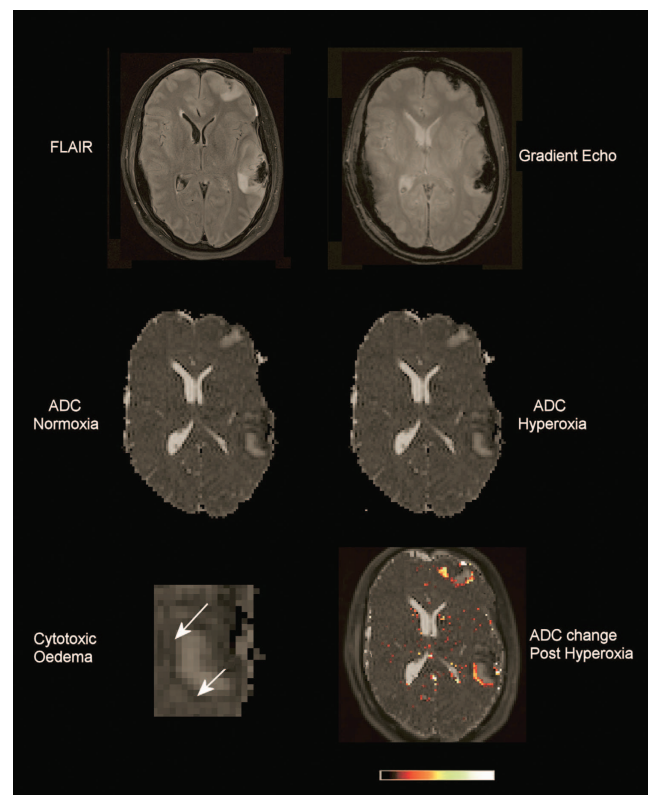 FLAIR
Gradient Echo
ADC
Normoxia
ADC
Hyperoxia
Cytotoxic
Oedema
ADC change
Post Hyperoxia